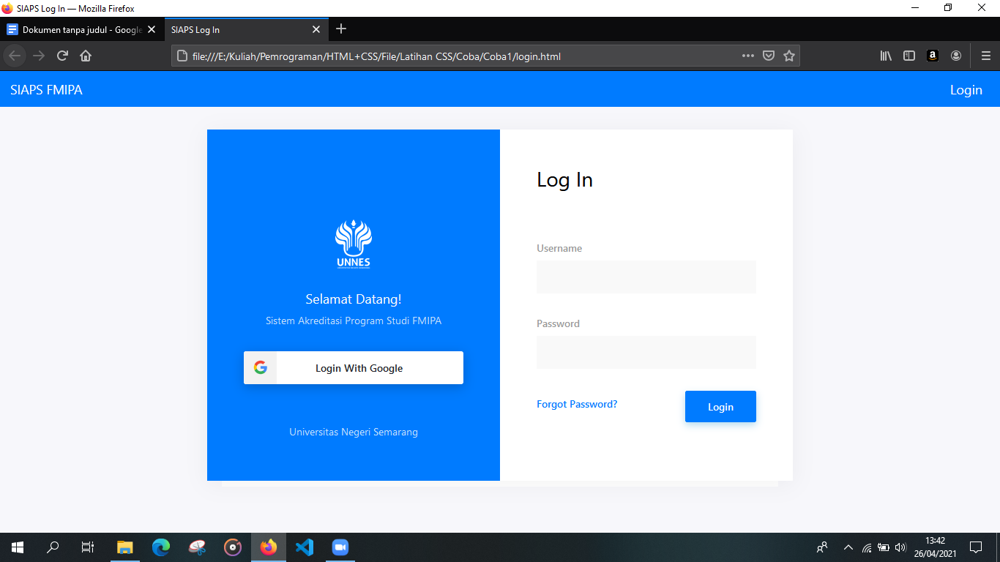 SIAPS Log In — Mozilla Firefox
Dokumen tanpa judul - Google
SIAPS Log In
file:///E:/Kuliah/Pemrograman/HTML+CSS/File/Latihan CSS/Coba/Coba1/login.html
SIAPS FMIPA
Login
UNNES
Selamat Datang!
Sistem Akreditasi Program Studi FMIPA
Login With Google
Universitas Negeri Semarang
Log In
Username
Password
Forgot Password?
Login
13:42
26/04/2021